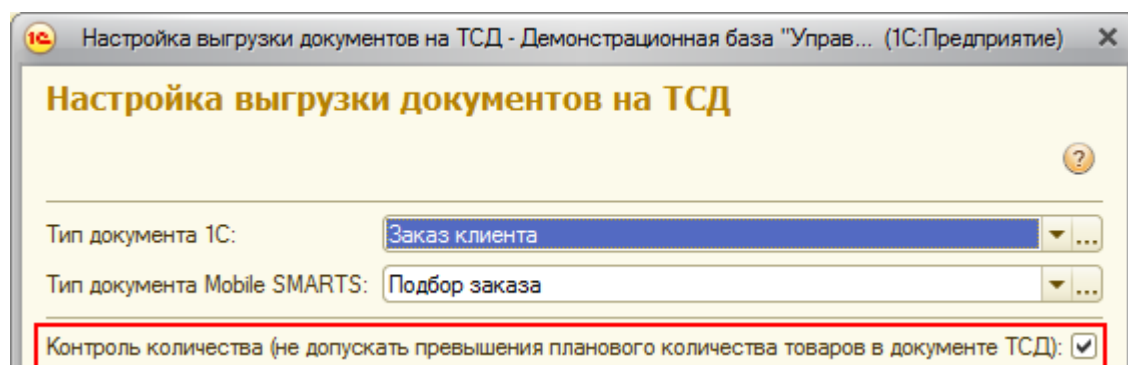 1С Настройка выгрузки документов на ТСД - Демонстрационная база "Управ... (1С:Предприятие)
Настройка выгрузки документов на ТСД
?
Тип документа 1С: Заказ клиента ...
Тип документа Mobile SMARTS: Подбор заказа ...
Контроль количества (не допускать превышения планового количества товаров в документе ТСД):